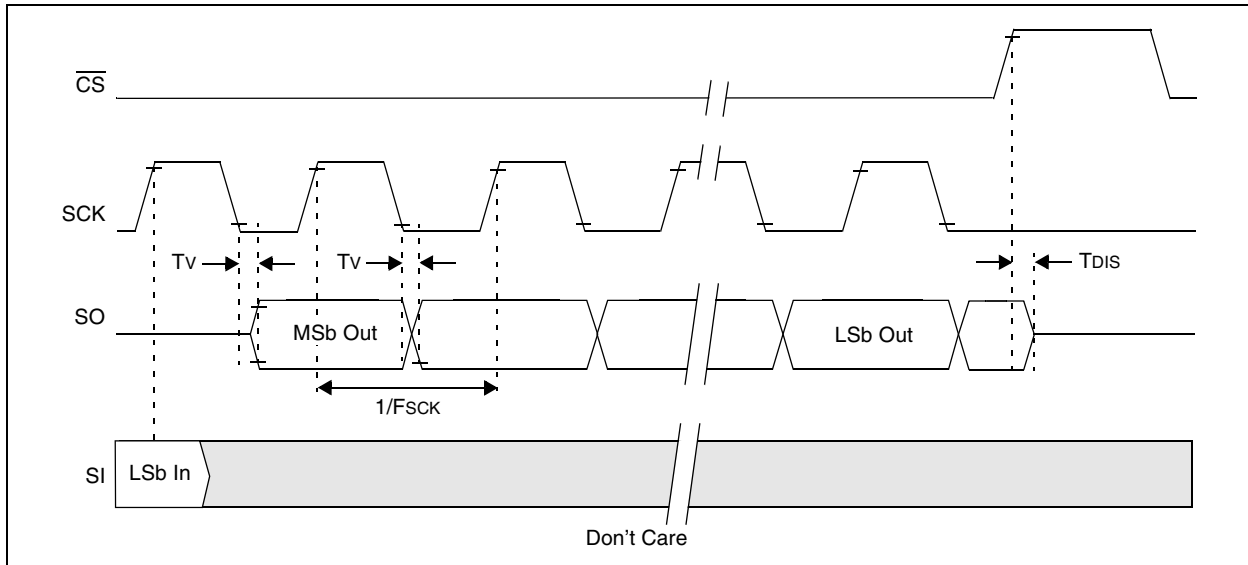 CS
SCK
TV
TV
TDIS
SO
MSb Out
LSb Out
1/FSCK
SI
LSb In
Don't Care